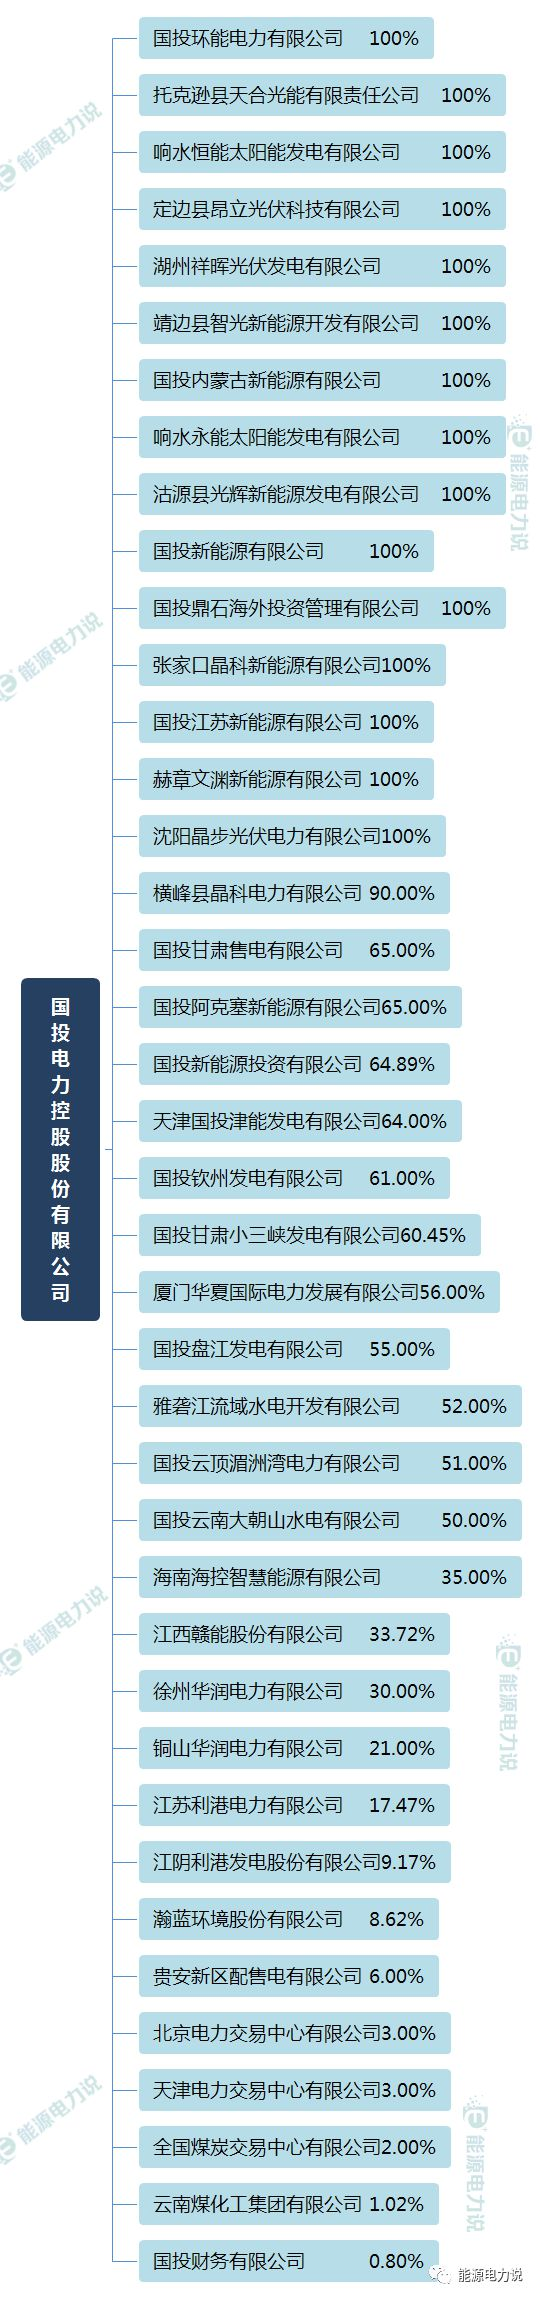 国投电力控股股份有限公司
国投环能电力有限公司 100%
托克逊县天合光能有限责任公司 100%
响水恒能太阳能发电有限公司 100%
定边县昂立光伏科技有限公司 100%
湖州祥晖光伏发电有限公司 100%
靖边县智光新能源开发有限公司 100%
国投内蒙古新能源有限公司 100%
响水永能太阳能发电有限公司 100%
沽源县光辉新能源发电有限公司 100%
国投新能源有限公司 100%
国投鼎石海外投资管理有限公司 100%
张家口晶科新能源有限公司100%
国投江苏新能源有限公司 100%
赫章文渊新能源有限公司 100%
沈阳晶步光伏电力有限公司100%
横峰县晶科电力有限公司 90.00%
国投甘肃售电有限公司 65.00%
国投阿克塞新能源有限公司65.00%
国投新能源投资有限公司 64.89%
天津国投津能发电有限公司64.00%
国投钦州发电有限公司 61.00%
国投甘肃小三峡发电有限公司60.45%
厦门华夏国际电力发展有限公司56.00%
国投盘江发电有限公司 55.00%
雅砻江流域水电开发有限公司 52.00%
国投云顶湄洲湾电力有限公司 51.00%
国投云南大朝山水电有限公司 50.00%
海南海控智慧能源有限公司 35.00%
江西赣能股份有限公司 33.72%
徐州华润电力有限公司 30.00%
铜山华润电力有限公司 21.00%
江苏利港电力有限公司 17.47%
江阴利港发电股份有限公司9.17%
瀚蓝环境股份有限公司 8.62%
贵安新区配售电有限公司 6.00%
北京电力交易中心有限公司3.00%
天津电力交易中心有限公司3.00%
全国煤炭交易中心有限公司2.00%
云南煤化工集团有限公司 1.02%
国投财务有限公司 0.80%
能源电力说
能源电力说
能源电力说
能源电力说
能源电力说
能源电力说
能源电力说
能源电力说